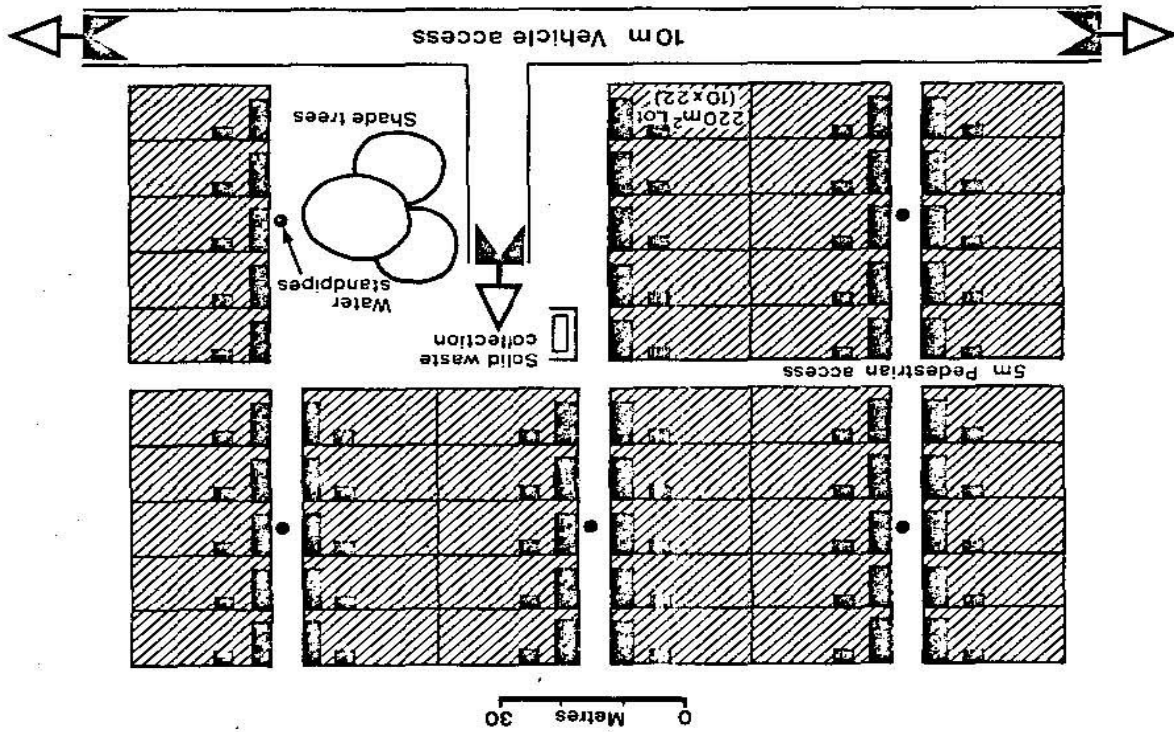 0 Metres 30
5m Pedestrian access
Solid waste
collection
Water
standpipes
220m² Lot
(10 x 22)
Shade trees
10m Vehicle access